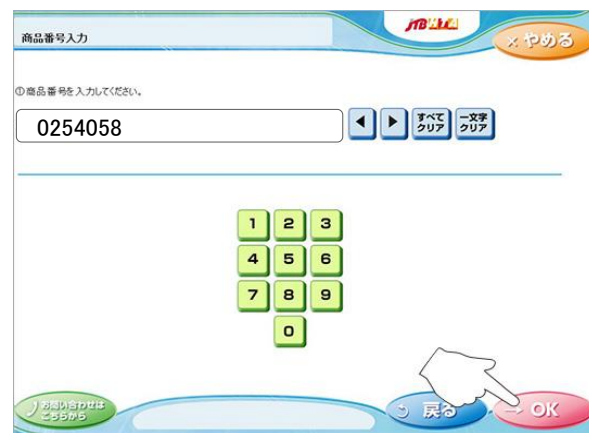 商品番号入力
JTB
× やめる
①商品番号を入力してください。
0254058
◀ ▶ すべて クリア 一文字 クリア
1 2 3
4 5 6
7 8 9
0
お問い合わせは
こちらから
戻る
→ OK